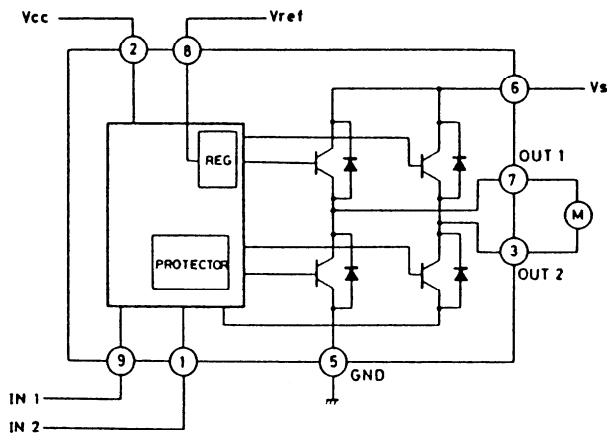 Vcc
Vref
2
8
6
Vs
REG
OUT 1
7
M
PROTECTOR
3
OUT 2
9
1
5
GND
IN 1
IN 2